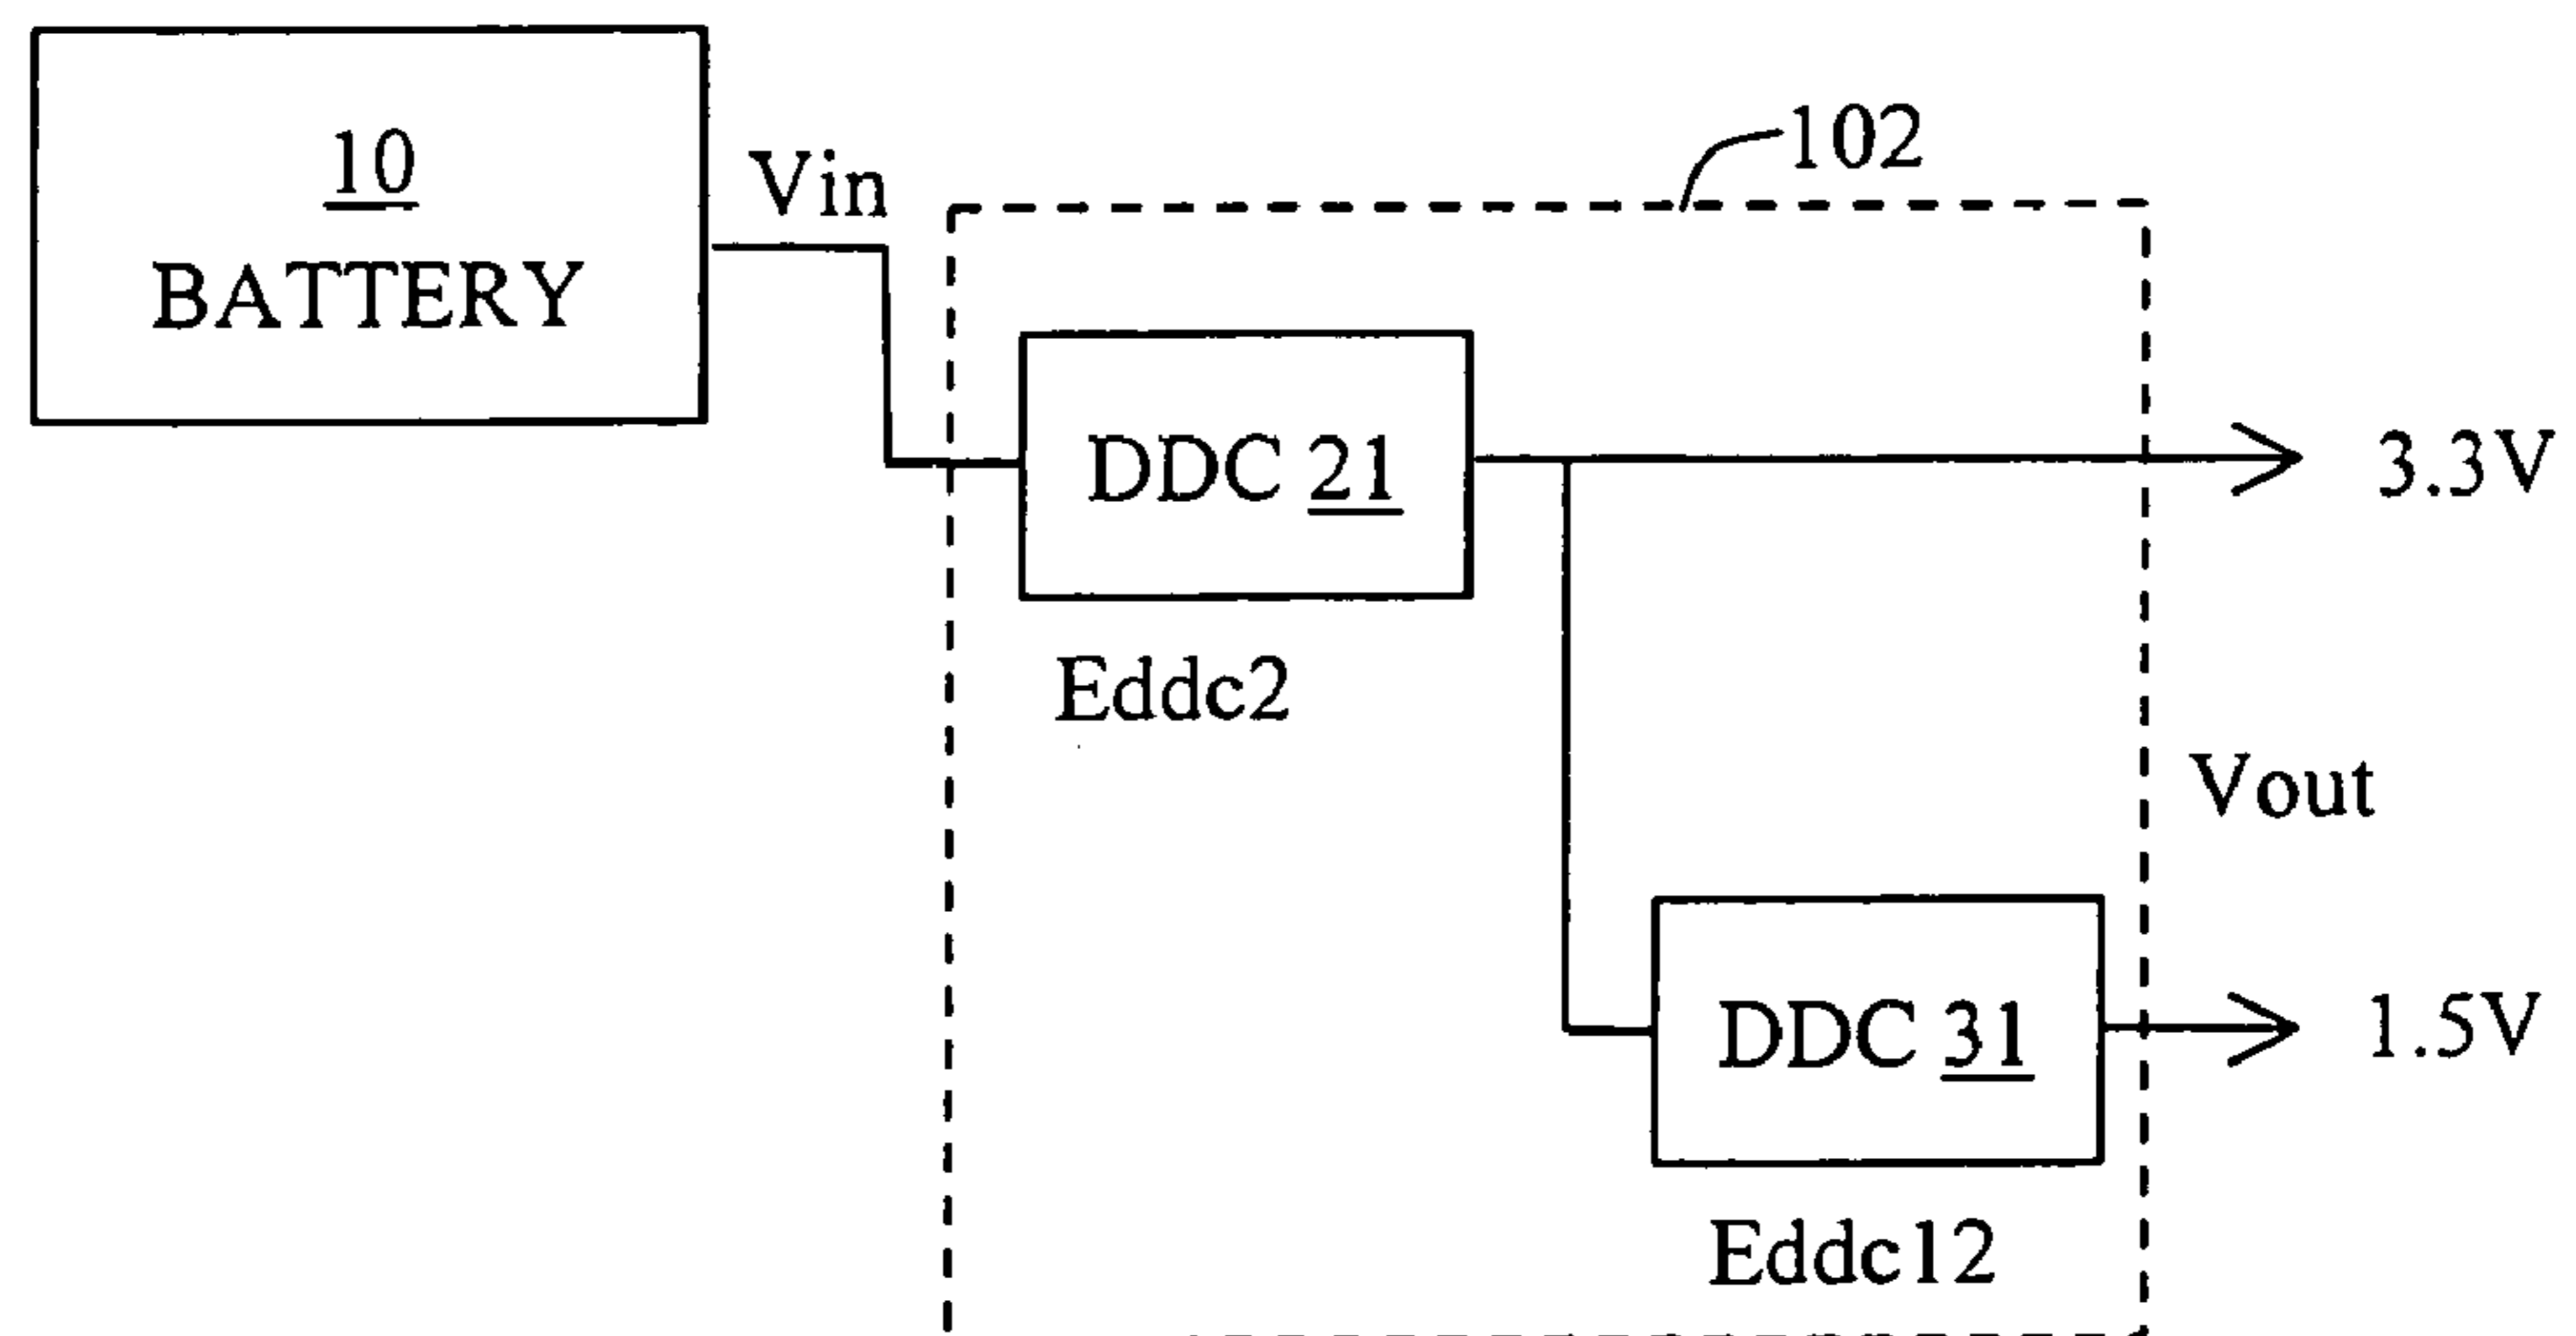 10
BATTERY
Vin
102
DDC 21
3.3V
Eddc2
Vout
DDC 31
1.5V
Eddc12